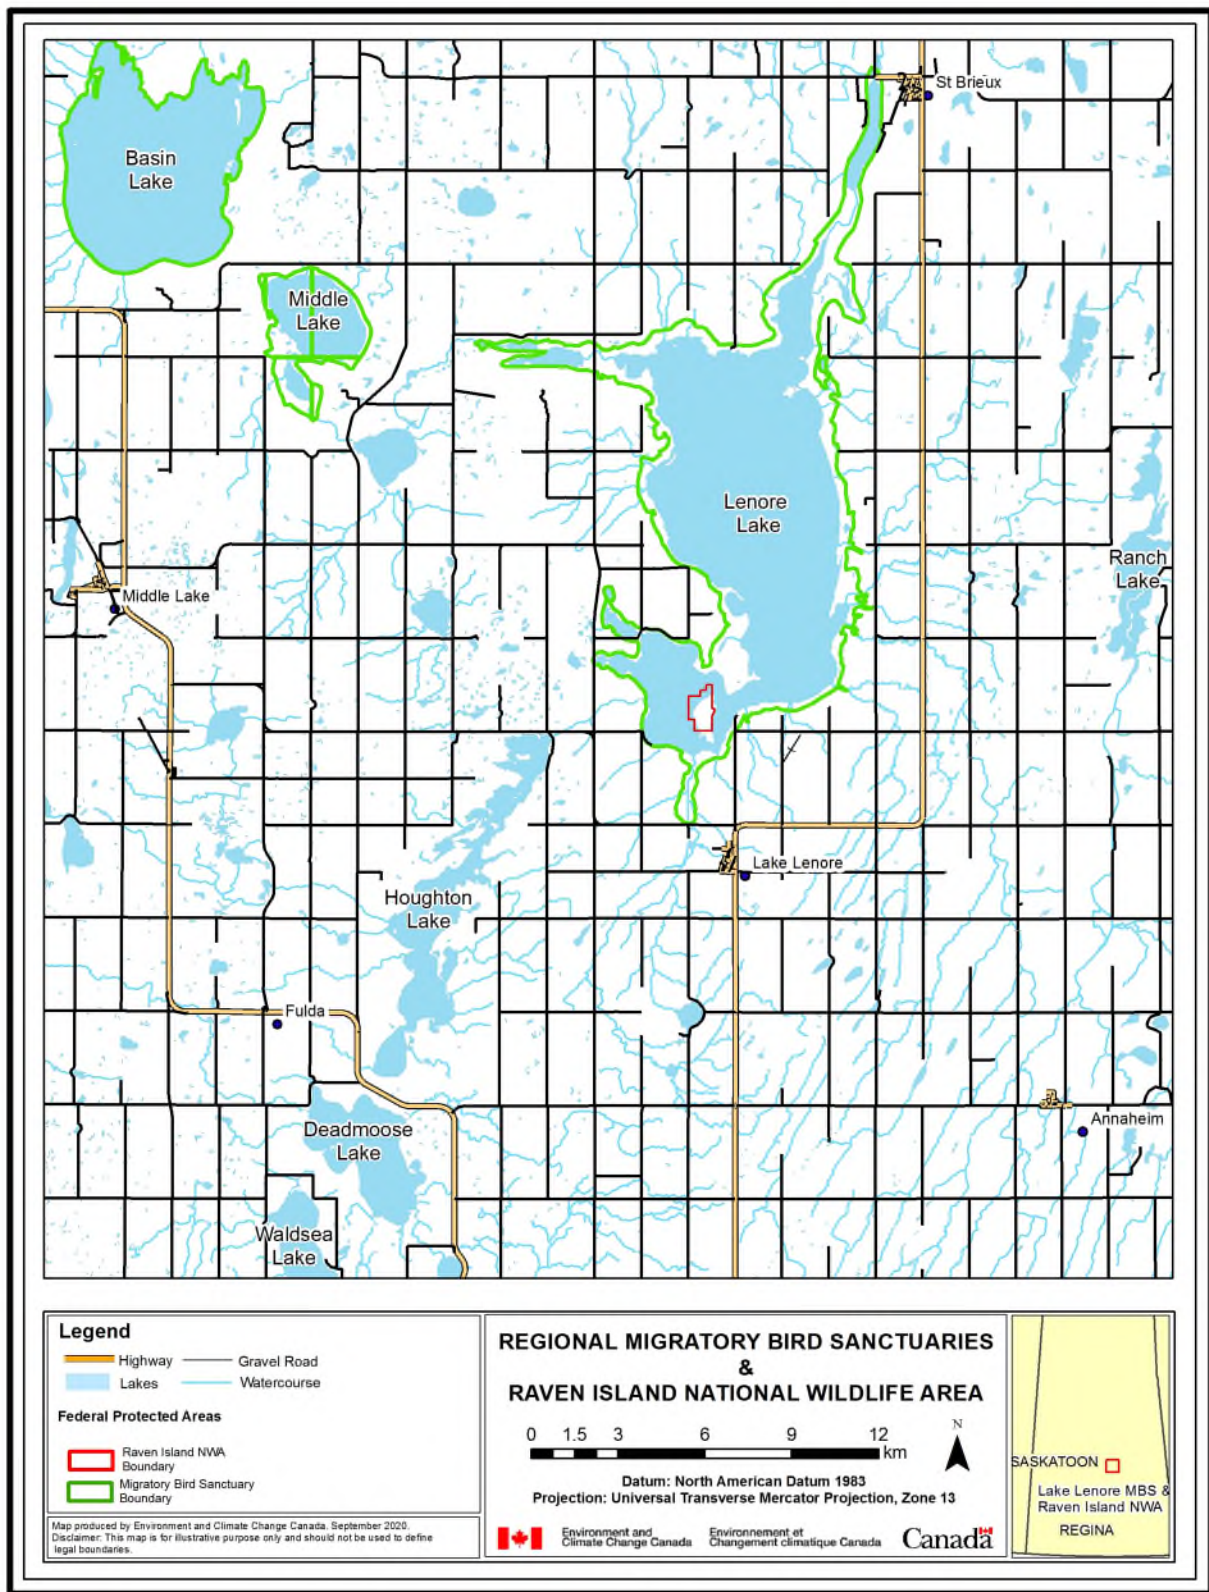 St Brieux
Basin
Lake
Middle
Lake
Lenore
Lake
Ranch
Lake
Middle Lake
Lake Lenore
Houghton
Lake
Fulda
Annaheim
Deadmoose
Lake
Waldsea
Lake
Legend
Highway
Gravel Road
Lakes
Watercourse
Federal Protected Areas
Raven Island NWA
Boundary
Migratory Bird Sanctuary
Boundary
Map produced by Environment and Climate Change Canada. September 2020.
Disclaimer: This map is for illustrative purpose only and should not be used to define
legal boundaries.
REGIONAL MIGRATORY BIRD SANCTUARIES
&
RAVEN ISLAND NATIONAL WILDLIFE AREA
0 1.5 3 6 9 12
km
N
Datum: North American Datum 1983
Projection: Universal Transverse Mercator Projection, Zone 13
Environment and
Climate Change Canada
Environnement et
Changement climatique Canada
Canada
SASKATOON
Lake Lenore MBS &
Raven Island NWA
REGINA